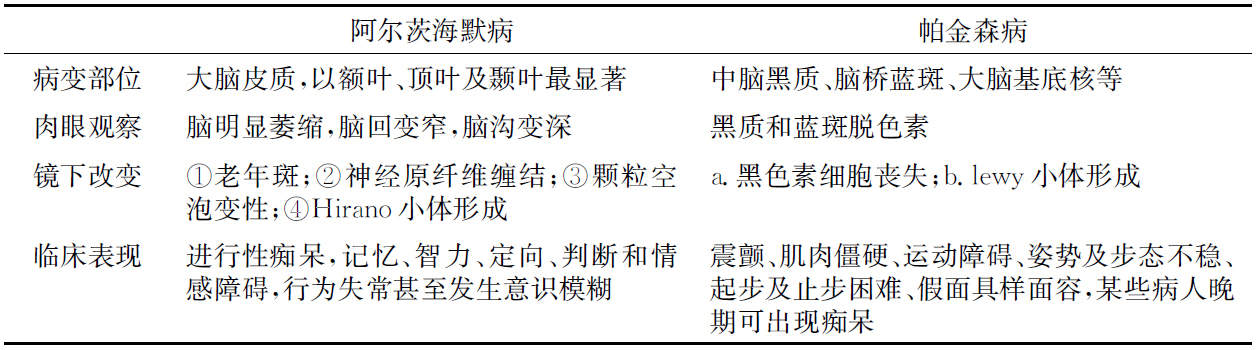 阿尔茨海默病 帕金森病
病变部位 大脑皮质,以额叶、顶叶及颞叶最显著 中脑黑质、脑桥蓝斑、大脑基底核等
肉眼观察 脑明显萎缩,脑回变窄,脑沟变深 黑质和蓝斑脱色素
镜下改变 ①老年斑;②神经原纤维缠结;③颗粒空 a. 黑色素细胞丧失;b. lewy 小体形成
泡变性;④Hirano 小体形成
临床表现 进行性痴呆,记忆、智力、定向、判断和情 震颤、肌肉僵硬、运动障碍、姿势及步态不稳、
感障碍,行为失常甚至发生意识模糊 起步及止步困难、假面具样面容,某些病人晚
期可出现痴呆